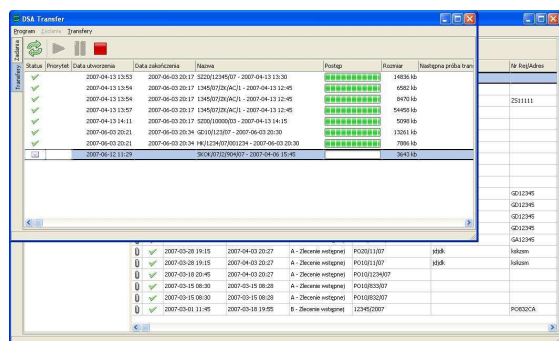 DSA Transfer
Program Zadania Transfery
Zadania
Transfery
Status Priorytet Data utworzenia Data zakończenia Nazwa Postęp Rozmiar Następna próba trans
2007-04-13 13:53 2007-06-03 20:17 SZ20/12345/07 - 2007-04-13 13:30 14836 kb
2007-04-13 13:54 2007-06-03 20:17 1345/07/ZK/AC/1 - 2007-04-13 12:45 6582 kb
2007-04-13 13:54 2007-06-03 20:17 1345/07/ZK/AC/1 - 2007-04-13 12:45 8470 kb
2007-04-13 13:54 2007-06-03 20:17 1345/07/ZK/AC/1 - 2007-04-13 12:45 54458 kb
2007-04-13 14:11 2007-06-03 20:17 SZ00/10000/03 - 2007-04-13 14:15 5098 kb
2007-06-03 20:21 2007-06-03 20:34 GD10/123/07 - 2007-06-03 20:30 13261 kb
2007-06-03 20:21 2007-06-03 20:34 HK/1234/07/001234 - 2007-06-03 20:30 7886 kb
2007-06-12 11:29 SKOK/07/2/904/07 - 2007-04-06 15:45 3643 kb
Nr Rej/Adres
ZS11111
GD12345
GD12345
GD12345
GD12345
GA12345
2007-03-28 19:15 2007-04-03 20:27 A - Zlecenie wstępne) PO20/11/07 jdjdk kskzsm
2007-03-28 19:15 2007-04-03 20:27 A - Zlecenie wstępne) PO10/11/07 jdjdk kskzsm
2007-03-18 20:45 2007-04-03 20:27 A - Zlecenie wstępne) PO10/1234/07
2007-03-15 08:30 2007-03-15 08:28 A - Zlecenie wstępne) PO10/833/07
2007-03-15 08:30 2007-03-15 08:28 A - Zlecenie wstępne) PO10/832/07
2007-03-01 11:45 2007-03-18 19:55 B - Zlecenie wstępne) 12345/2007 PO832CA